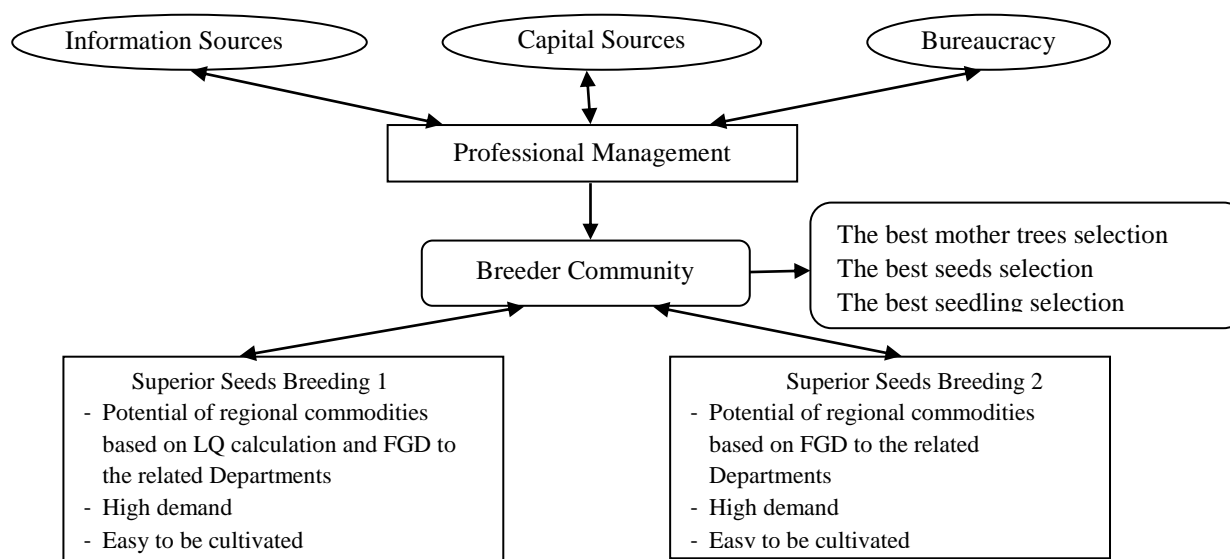 Information Sources
Capital Sources
Bureaucracy
Professional Management
Breeder Community
The best mother trees selection
The best seeds selection
The best seedling selection
Superior Seeds Breeding 1
- Potential of regional commodities
based on LQ calculation and FGD to
the related Departments
- High demand
- Easy to be cultivated
Superior Seeds Breeding 2
- Potential of regional commodities
based on FGD to the related
Departments
- High demand
- Easy to be cultivated